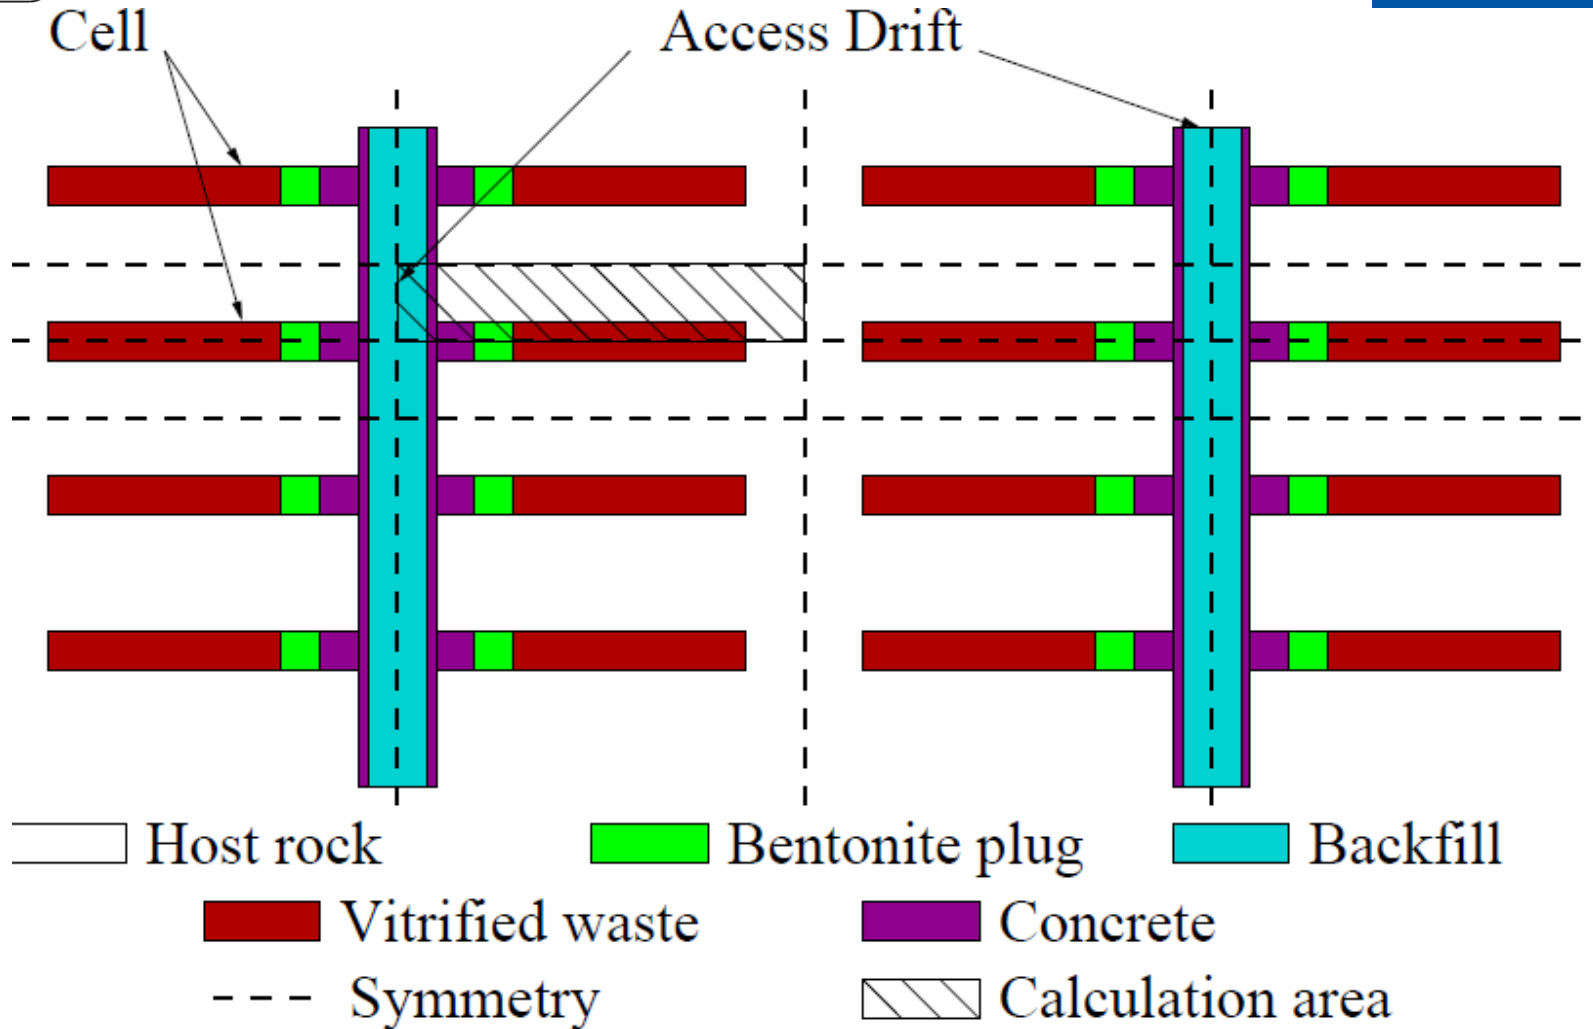 Cell
Access Drift
Host rock
Bentonite plug
Backfill
Vitrified waste
Concrete
Symmetry
Calculation area